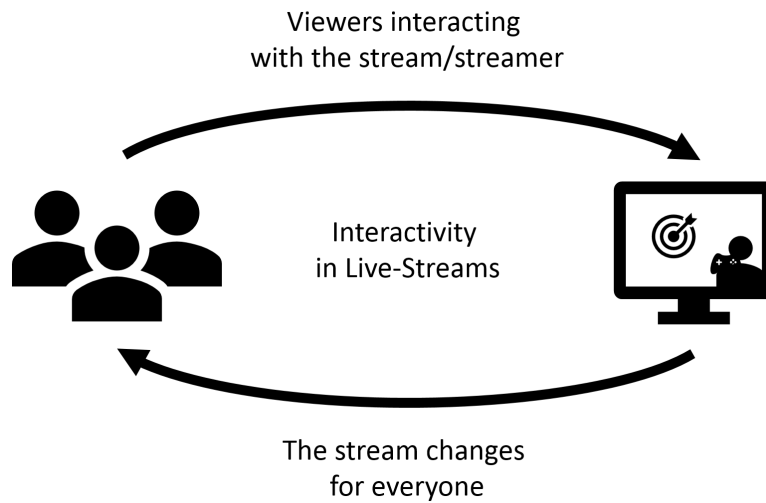 Viewers interacting
with the stream/streamer
Interactivity
in Live-Streams
The stream changes
for everyone